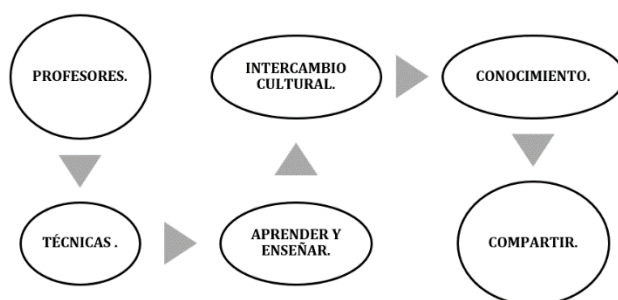 PROFESORES.
TÉCNICAS .
APRENDER Y
ENSEÑAR.
INTERCAMBIO
CULTURAL.
CONOCIMIENTO.
COMPARTIR.